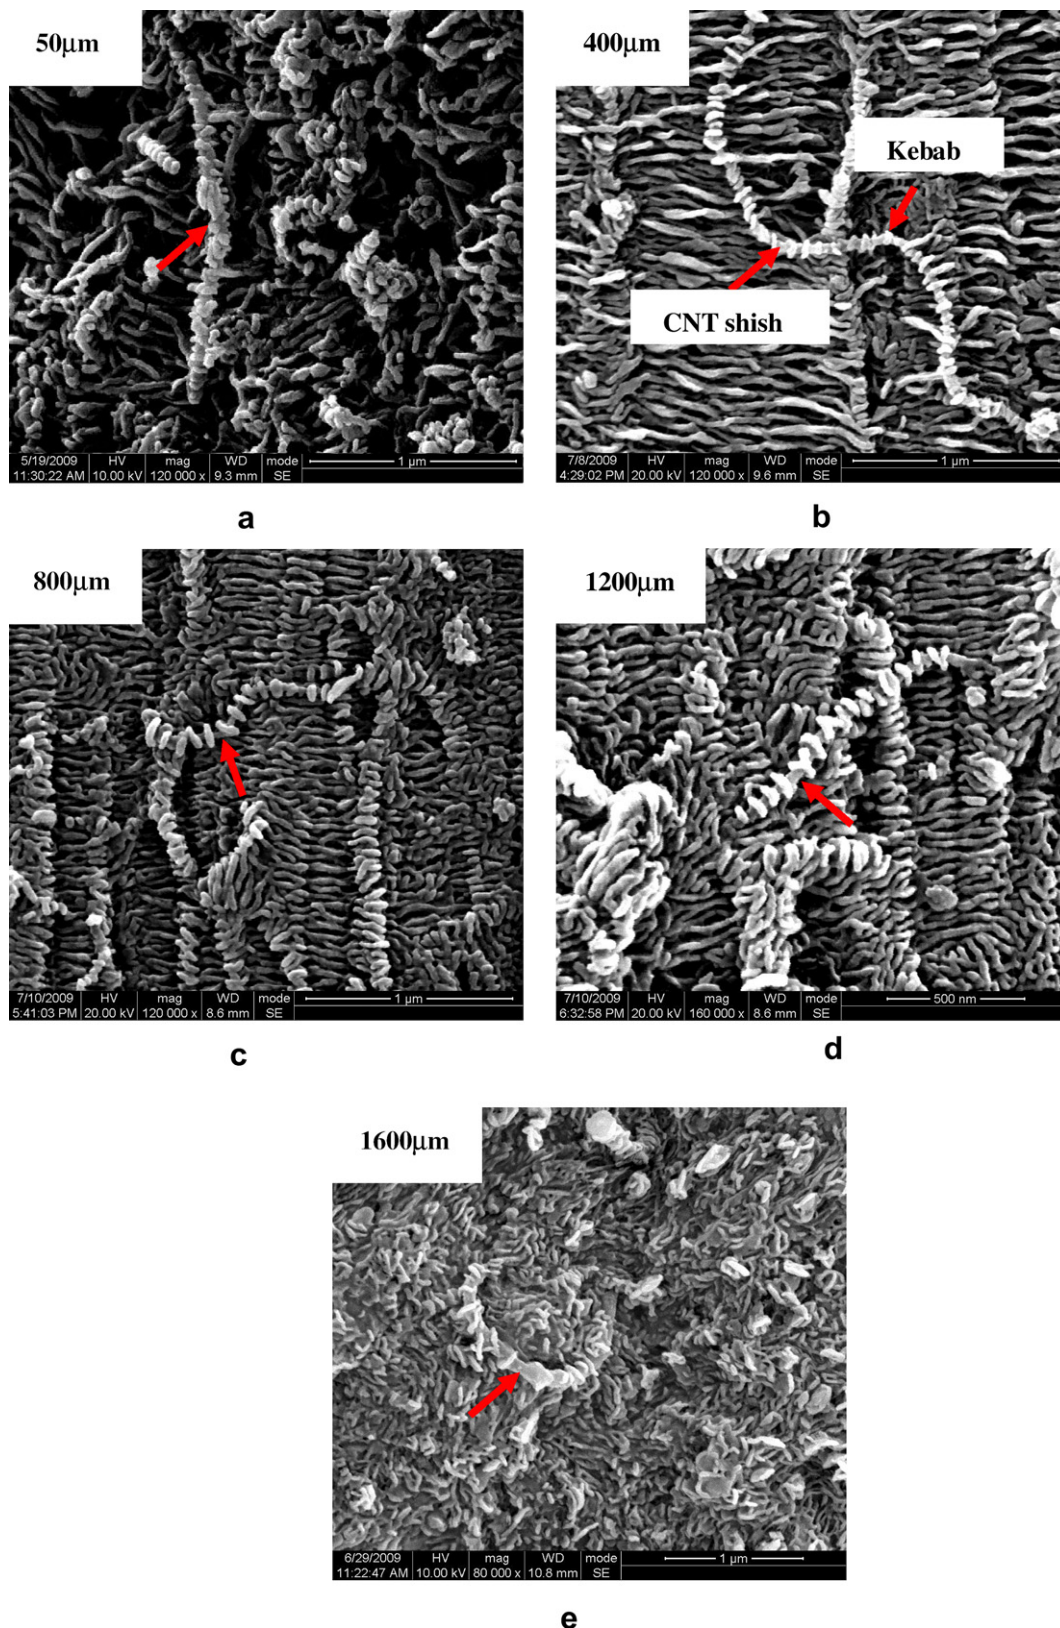 50μm
400μm
Kebab
CNT shish
5/19/2009 HV mag WD mode 1 μm
11:30:22 AM 10.00 kV 120 000 x 9.3 mm SE
7/8/2009 HV mag WD mode 1 μm
4:29:02 PM 20.00 kV 120 000 x 9.6 mm SE
a
b
800μm
1200μm
7/10/2009 HV mag WD mode 1 μm
5:41:03 PM 20.00 kV 120 000 x 8.6 mm SE
7/10/2009 HV mag WD mode 500 nm
6:32:58 PM 20.00 kV 160 000 x 8.6 mm SE
c
d
1600μm
6/29/2009 HV mag WD mode 1 μm
11:22:47 AM 10.00 kV 80 000 x 10.8 mm SE
e